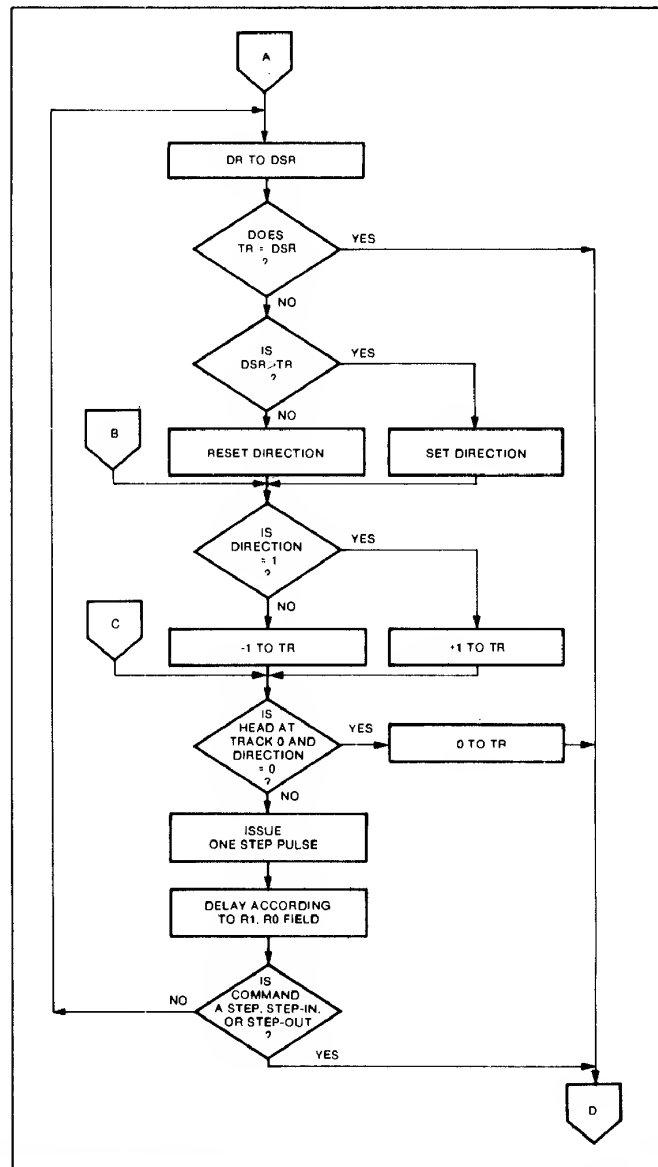 A
DR TO DSR
DOES
TR = DSR
?
YES
NO
IS
DSR>TR
?
YES
NO
B
RESET DIRECTION
SET DIRECTION
IS
DIRECTION
= 1
?
YES
NO
C
-1 TO TR
+1 TO TR
IS
HEAD AT
TRACK 0 AND
DIRECTION
= 0
?
YES
0 TO TR
NO
ISSUE
ONE STEP PULSE
DELAY ACCORDING
TO R1, R0 FIELD
IS
COMMAND
A STEP, STEP-IN,
OR STEP-OUT
?
NO
YES
D